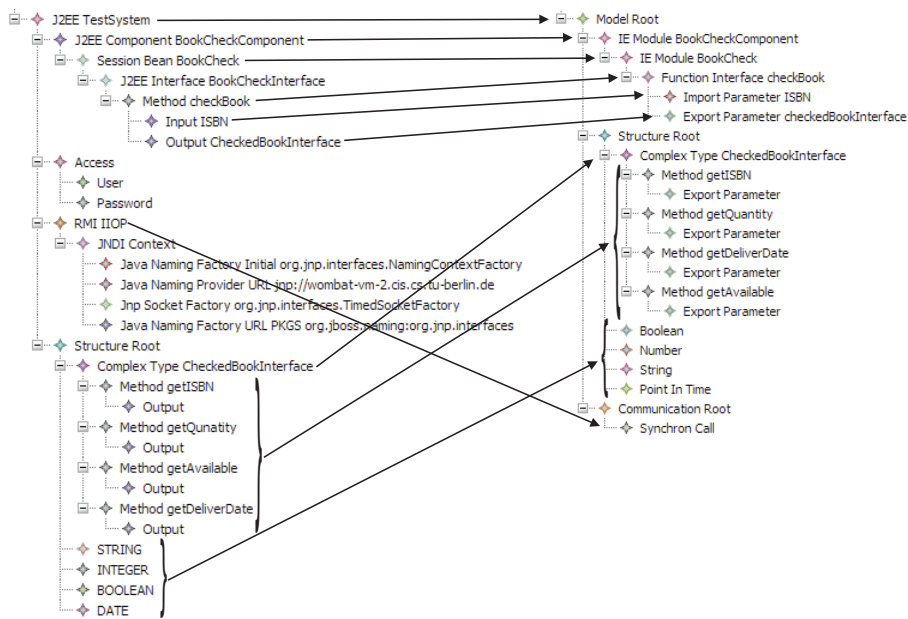 J2EE TestSystem
J2EE Component BookCheckComponent
Session Bean BookCheck
J2EE Interface BookCheckInterface
Method checkBook
Input ISBN
Output CheckedBookInterface
Access
User
Password
RMI IIOP
JNDI Context
Java Naming Factory Initial org.jnp.interfaces.NamingContextFactory
Java Naming Provider URL jnp://wombat-vm-2.cis.cs.tu-berlin.de
Jnp Socket Factory org.jnp.interfaces.TimedSocketFactory
Java Naming Factory URL PKGS org.jboss.naming:org.jnp.interfaces
Structure Root
Complex Type CheckedBookInterface
Method getISBN
Output
Method getQunatity
Output
Method getAvailable
Output
Method getDeliverDate
Output
STRING
INTEGER
BOOLEAN
DATE
Model Root
IE Module BookCheckComponent
IE Module BookCheck
Function Interface checkBook
Import Parameter ISBN
Export Parameter checkedBookInterface
Structure Root
Complex Type CheckedBookInterface
Method getISBN
Export Parameter
Method getQuantity
Export Parameter
Method getDeliverDate
Export Parameter
Method getAvailable
Export Parameter
Boolean
Number
String
Point In Time
Communication Root
Synchron Call